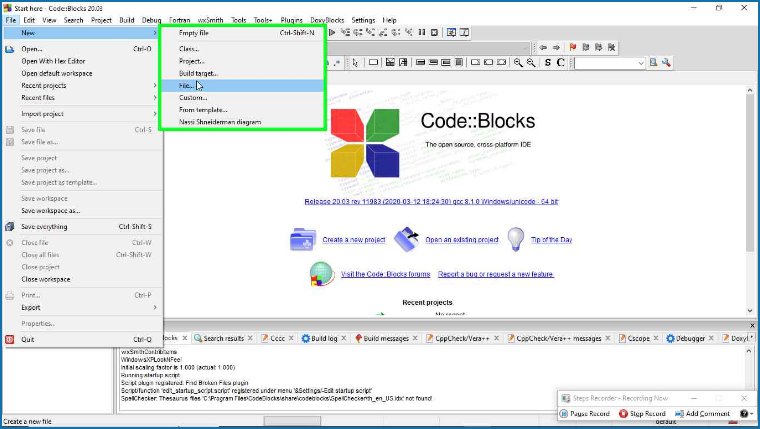 Start here - Code::Blocks 20.03
File Edit View Search Project Build Debug Fortran wxSmith Tools Tools+ Plugins DoxyBlocks Settings Help
New
Empty file Ctrl-Shift-N
Open... Ctrl-O
Class...
Open With Hex Editor
Project...
Open default workspace
Build target...
Recent projects
File...
Recent files
Custom...
Import project
From template...
Nassi Shneiderman diagram
Save file Ctrl-S
Save file as...
Save project
Save project as...
Save project as template...
Save workspace
Save workspace as...
Save everything Ctrl-Shift-S
Close file Ctrl-W
Close all files Ctrl-Shift-W
Close project
Close workspace
Print... Ctrl-P
Export
Properties...
Quit Ctrl-Q
S C
Code::Blocks
The open source, cross-platform IDE
Release 20.03 rev 11983 (2020-03-12 18:24:30) gcc 8.1.0 Windows/unicode - 64 bit
Create a new project Open an existing project Tip of the Day
Visit the Code::Blocks forums Report a bug or request a new feature
Recent projects
locks Search results Cccc Build log Build messages CppCheck/Vera++ CppCheck/Vera++ messages Cscope Debugger DoxyBl
wxSmithContribItems
WindowsXPLookNFeel
Initial scaling factor is 1.000 (actual: 1.000)
Running startup script
Script plugin registered: Find Broken Files plugin
Script/function 'edit_startup_script.script' registered under menu '&Settings/-Edit startup script'
SpellChecker: Thesaurus files 'C:\Program Files\CodeBlocks\share\codeblocks\SpellChecker\th_en_US.idx' not found!
Steps Recorder - Recording Now
Pause Record Stop Record Add Comment
Create a new file
default